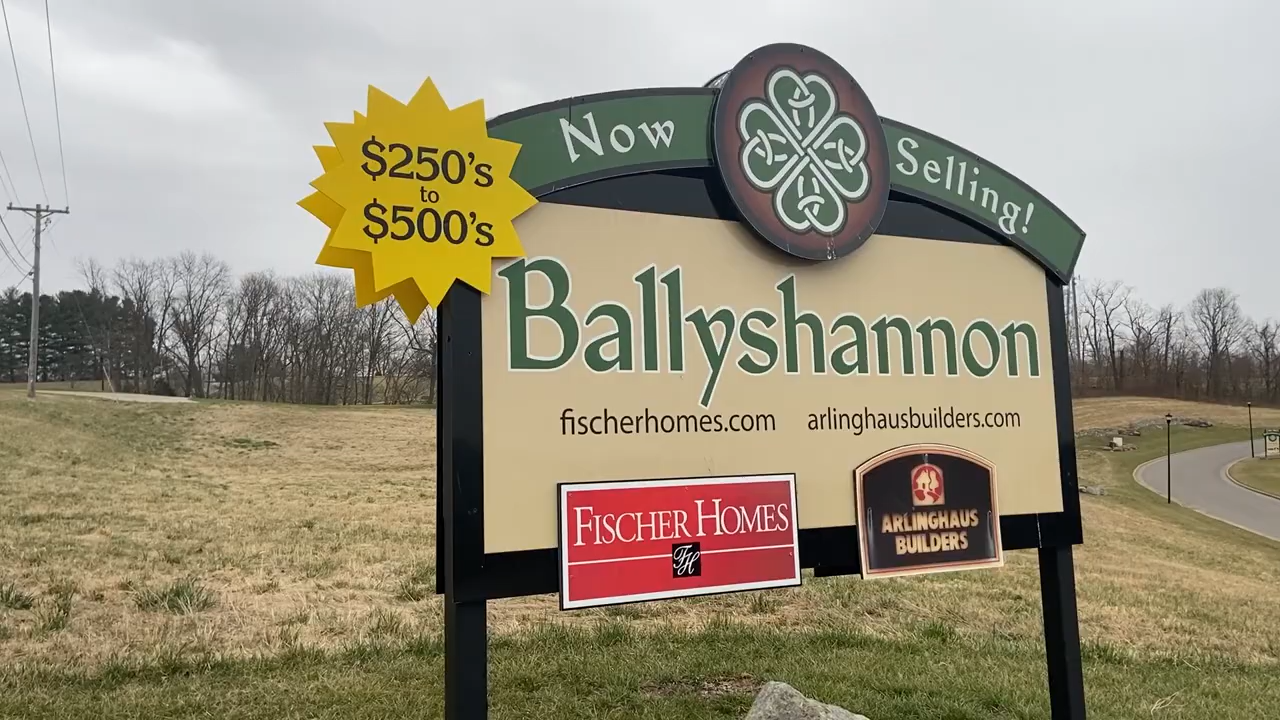 $250's
to
$500's
Now
Selling!
Ballyshannon
fischerhomes.com
arlinghausbuilders.com
FISCHER HOMES
FH
ARLINGHAUS
BUILDERS